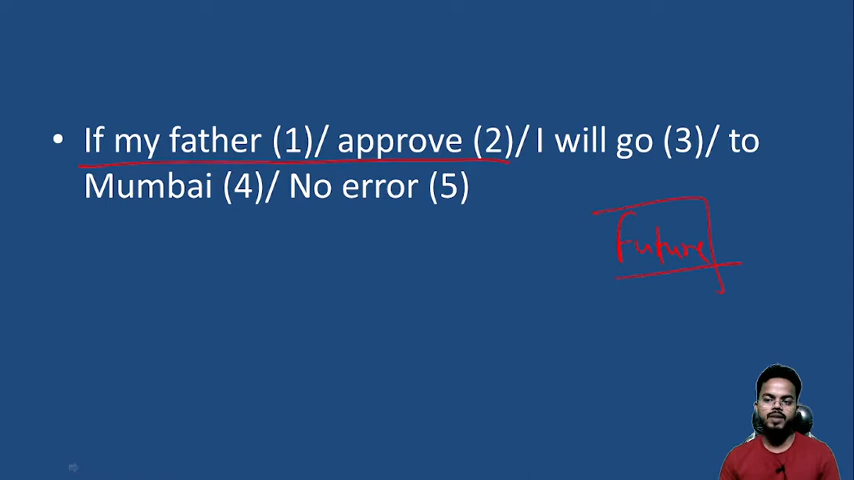 • If my father (1)/ approve (2)/ I will go (3)/ to
Mumbai (4)/ No error (5)
Future